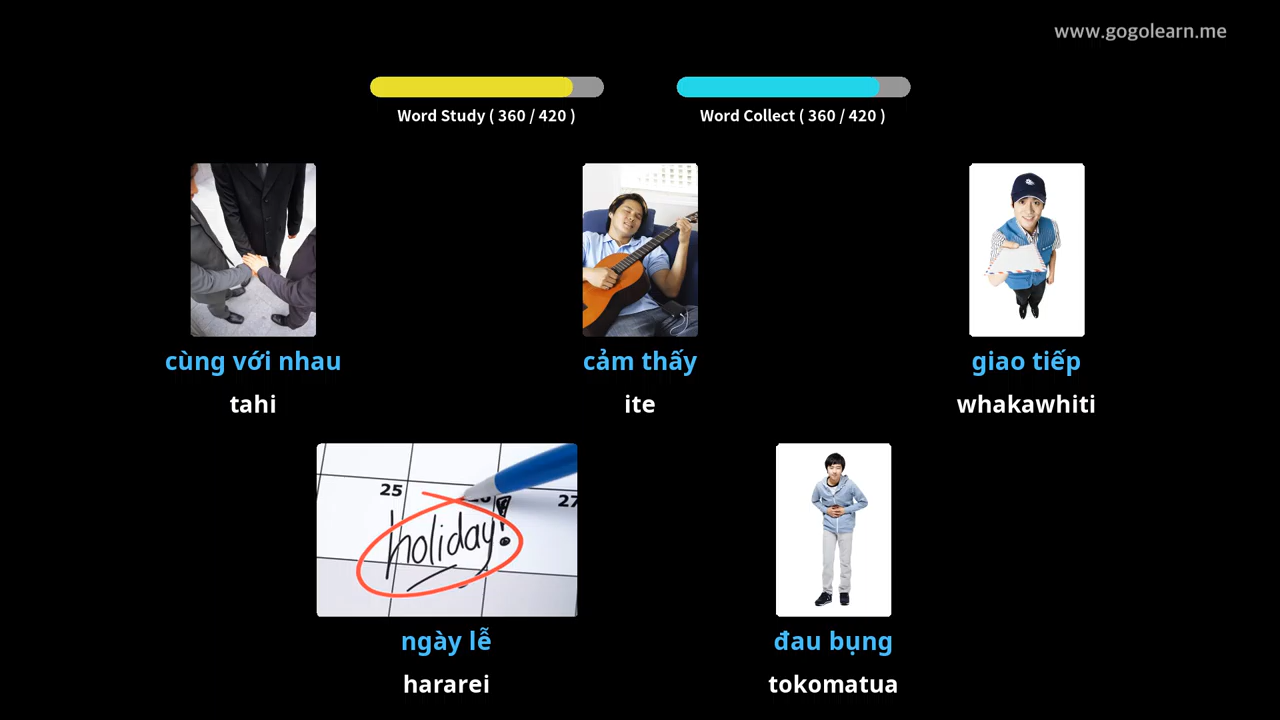 www.gogolearn.me
Word Study ( 360 / 420 )
Word Collect ( 360 / 420 )
cùng với nhau
cảm thấy
giao tiếp
tahi
ite
whakawhiti
25
27
holiday!
ngày lễ
đau bụng
hararei
tokomatua